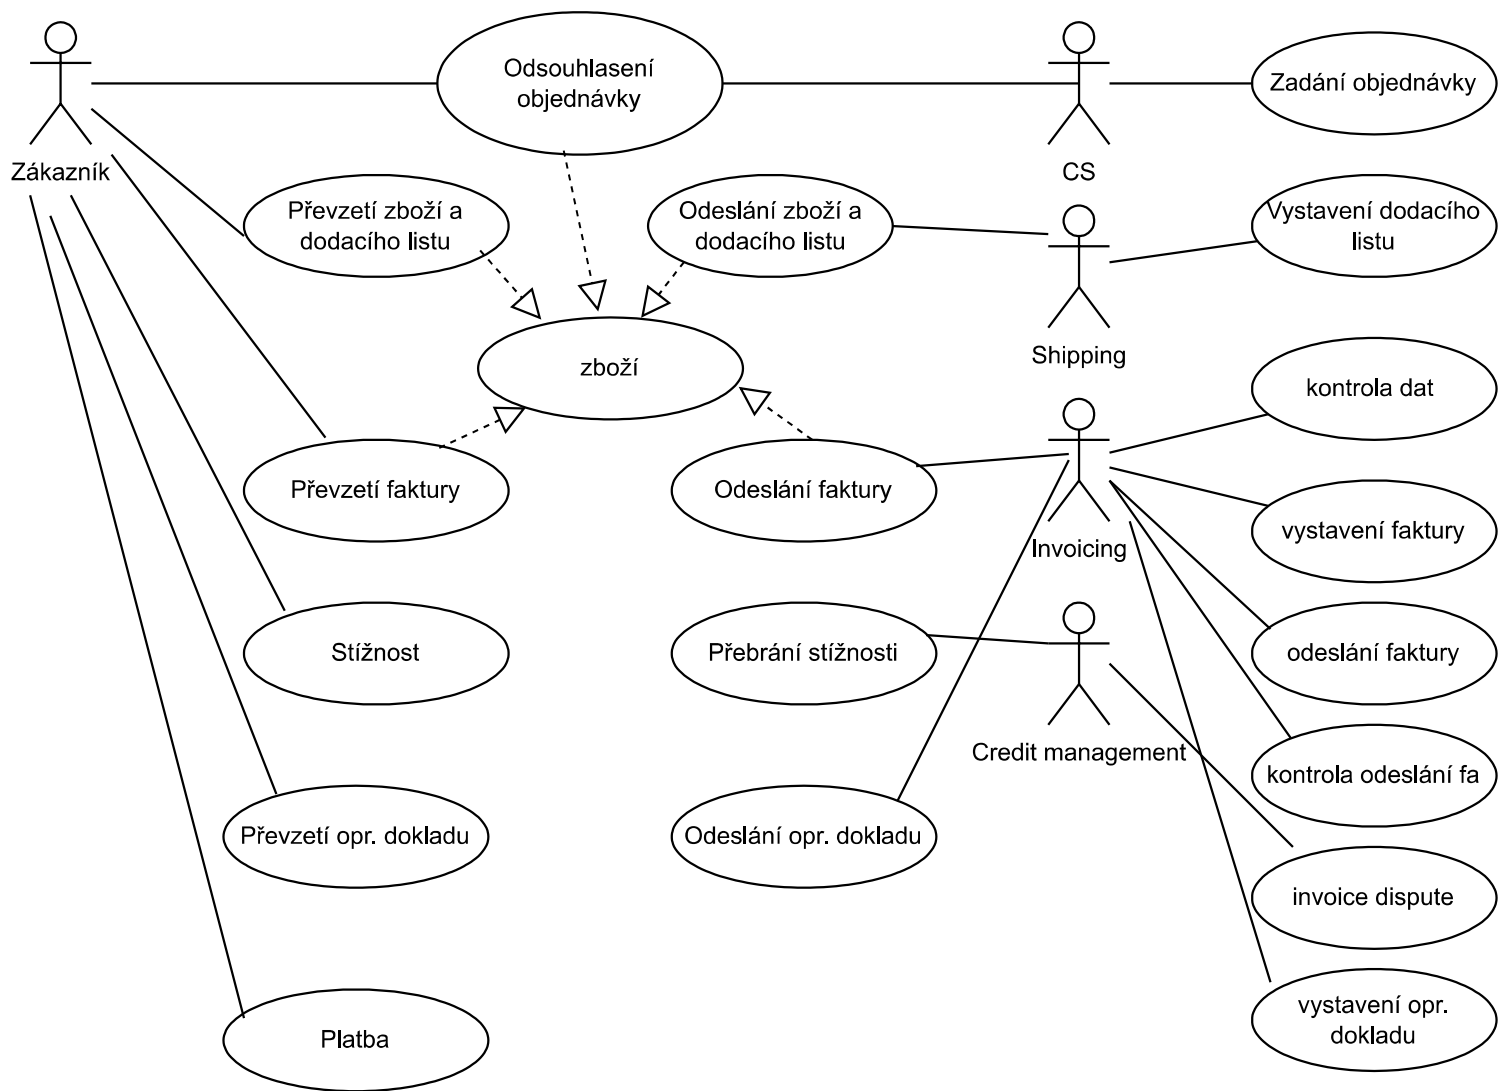 Odsouhlasení
objednávky
Zadání objednávky
Zákazník
CS
Převzetí zboží a
dodacího listu
Odeslání zboží a
dodacího listu
Vystavení dodacího
listu
Shipping
zboží
kontrola dat
Převzetí faktury
Odeslání faktury
Invoicing
vystavení faktury
Stížnost
Přebrání stížnosti
odeslání faktury
Credit management
kontrola odeslání fa
Převzetí opr. dokladu
Odeslání opr. dokladu
invoice dispute
Platba
vystavení opr.
dokladu